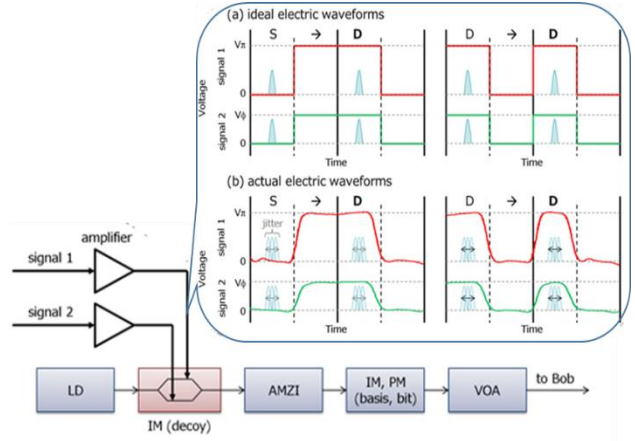 (a) ideal electric waveforms
S → D D → D
Vπ
signal 1
0
Voltage
Vϕ
signal 2
0
Time Time
(b) actual electric waveforms
S → D D → D
Vπ
jitter
signal 1
0
Voltage
Vϕ
signal 2
0
Time Time
amplifier
signal 1
signal 2
LD
IM (decoy)
AMZI
IM, PM
(basis, bit)
VOA
to Bob